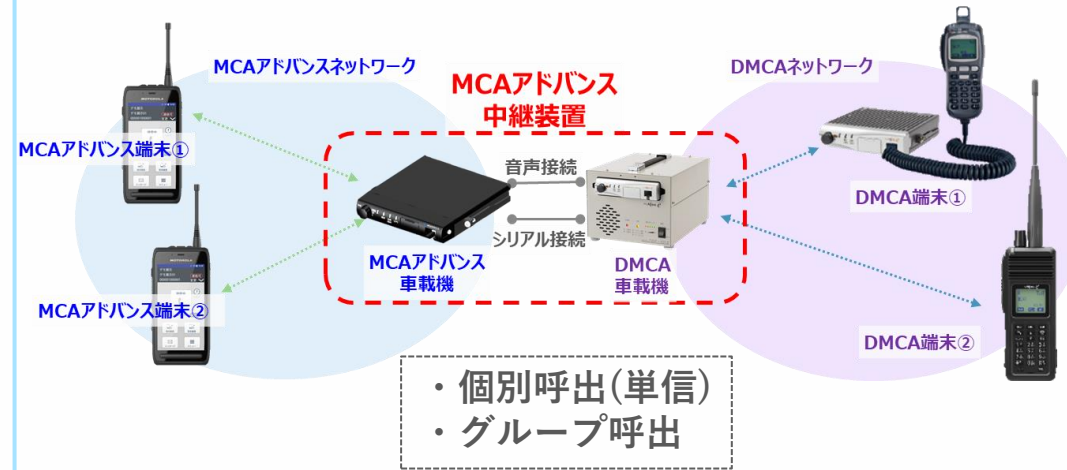 MCAアドバンスネットワーク
DMCAネットワーク
MCAアドバンス
中継装置
MCAアドバンス端末①
音声接続
DMCA端末①
シリアル接続
MCAアドバンス
車載機
DMCA
車載機
MCAアドバンス端末②
DMCA端末②
・個別呼出(単信)
・グループ呼出